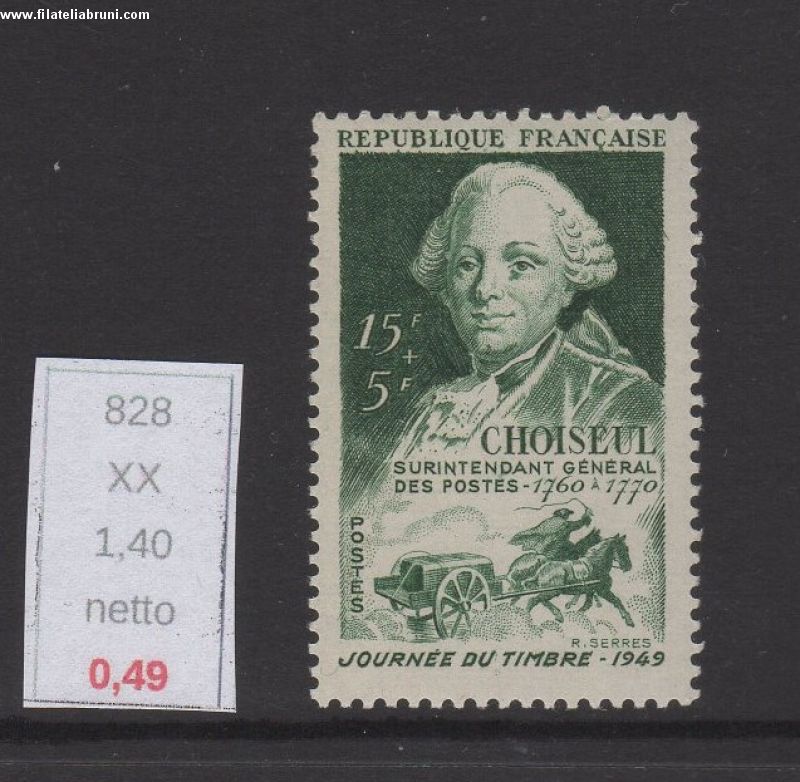 www.filateliabruni.com
REPUBLIQUE FRANÇAISE
15F
+
5F
CHOISEUL
SURINTENDANT GÉNÉRAL
DES POSTES - 1760 À 1770
POSTES
R. SERRES
JOURNÉE DU TIMBRE - 1949
828
XX
1,40
netto
0,49